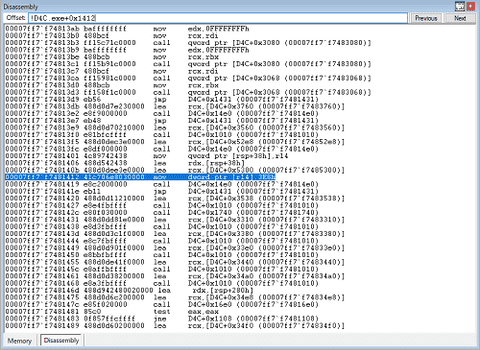 Disassembly
Offset: !D4C.exe+0x1412 Previous Next
00007ff7`f74813ab baffffffff mov edx,0FFFFFFFFh
00007ff7`f74813b0 488bcf mov rcx,rdi
00007ff7`f74813b3 ff15c71c0000 call qword ptr [D4C+0x3080 (00007ff7`f7483080)]
00007ff7`f74813b9 baffffffff mov edx,0FFFFFFFFh
00007ff7`f74813be 488bcb mov rcx,rbx
00007ff7`f74813c1 ff15b91c0000 call qword ptr [D4C+0x3080 (00007ff7`f7483080)]
00007ff7`f74813c7 488bcf mov rcx,rdi
00007ff7`f74813ca ff15981c0000 call qword ptr [D4C+0x3068 (00007ff7`f7483068)]
00007ff7`f74813d0 488bcb mov rcx,rbx
00007ff7`f74813d3 ff158f1c0000 call qword ptr [D4C+0x3068 (00007ff7`f7483068)]
00007ff7`f74813d9 eb56 jmp D4C+0x1431 (00007ff7`f7481431)
00007ff7`f74813db 488d0d7e230000 lea rcx,[D4C+0x3760 (00007ff7`f7483760)]
00007ff7`f74813e2 e8f9000000 call D4C+0x14e0 (00007ff7`f74814e0)
00007ff7`f74813e7 eb48 jmp D4C+0x1431 (00007ff7`f7481431)
00007ff7`f74813e9 488d0d70210000 lea rcx,[D4C+0x3560 (00007ff7`f7483560)]
00007ff7`f74813f0 e81bfcffff call D4C+0x1010 (00007ff7`f7481010)
00007ff7`f74813f5 488d0dec3e0000 lea rcx,[D4C+0x52e8 (00007ff7`f74852e8)]
00007ff7`f74813fc e8df000000 call D4C+0x14e0 (00007ff7`f74814e0)
00007ff7`f7481401 4c89742438 mov qword ptr [rsp+38h],r14
00007ff7`f7481406 488d542438 lea rdx,[rsp+38h]
00007ff7`f748140b 488d0dee3e0000 lea rcx,[D4C+0x5300 (00007ff7`f7485300)]
00007ff7`f7481412 49c706e8030000 mov qword ptr [r14],3E8h
00007ff7`f7481419 e8c2000000 call D4C+0x14e0 (00007ff7`f74814e0)
00007ff7`f748141e eb11 jmp D4C+0x1431 (00007ff7`f7481431)
00007ff7`f7481420 488d0d11210000 lea rcx,[D4C+0x3538 (00007ff7`f7483538)]
00007ff7`f7481427 e8e4fbffff call D4C+0x1010 (00007ff7`f7481010)
00007ff7`f748142c e80f030000 call D4C+0x1740 (00007ff7`f7481740)
00007ff7`f7481431 488d0dd81e0000 lea rcx,[D4C+0x3310 (00007ff7`f7483310)]
00007ff7`f7481438 e8d3fbffff call D4C+0x1010 (00007ff7`f7481010)
00007ff7`f748143d 488d0d3c1f0000 lea rcx,[D4C+0x3380 (00007ff7`f7483380)]
00007ff7`f7481444 e8c7fbffff call D4C+0x1010 (00007ff7`f7481010)
00007ff7`f7481449 488d0d901f0000 lea rcx,[D4C+0x33e0 (00007ff7`f74833e0)]
00007ff7`f7481450 e8bbfbffff call D4C+0x1010 (00007ff7`f7481010)
00007ff7`f7481455 488d0de41f0000 lea rcx,[D4C+0x3440 (00007ff7`f7483440)]
00007ff7`f748145c e8affbffff call D4C+0x1010 (00007ff7`f7481010)
00007ff7`f7481461 488d0d38200000 lea rcx,[D4C+0x34a0 (00007ff7`f74834a0)]
00007ff7`f7481468 e8a3fbffff call D4C+0x1010 (00007ff7`f7481010)
00007ff7`f748146d 488d942480020000 lea rdx,[rsp+280h]
00007ff7`f7481475 488d0d6c200000 lea rcx,[D4C+0x34e8 (00007ff7`f74834e8)]
00007ff7`f748147c e85f020000 call D4C+0x16e0 (00007ff7`f74816e0)
00007ff7`f7481481 85c0 test eax,eax
00007ff7`f7481483 0f857ffcffff jne D4C+0x1108 (00007ff7`f7481108)
00007ff7`f7481489 488d0d60200000 lea rcx,[D4C+0x34f0 (00007ff7`f74834f0)]
Memory Disassembly